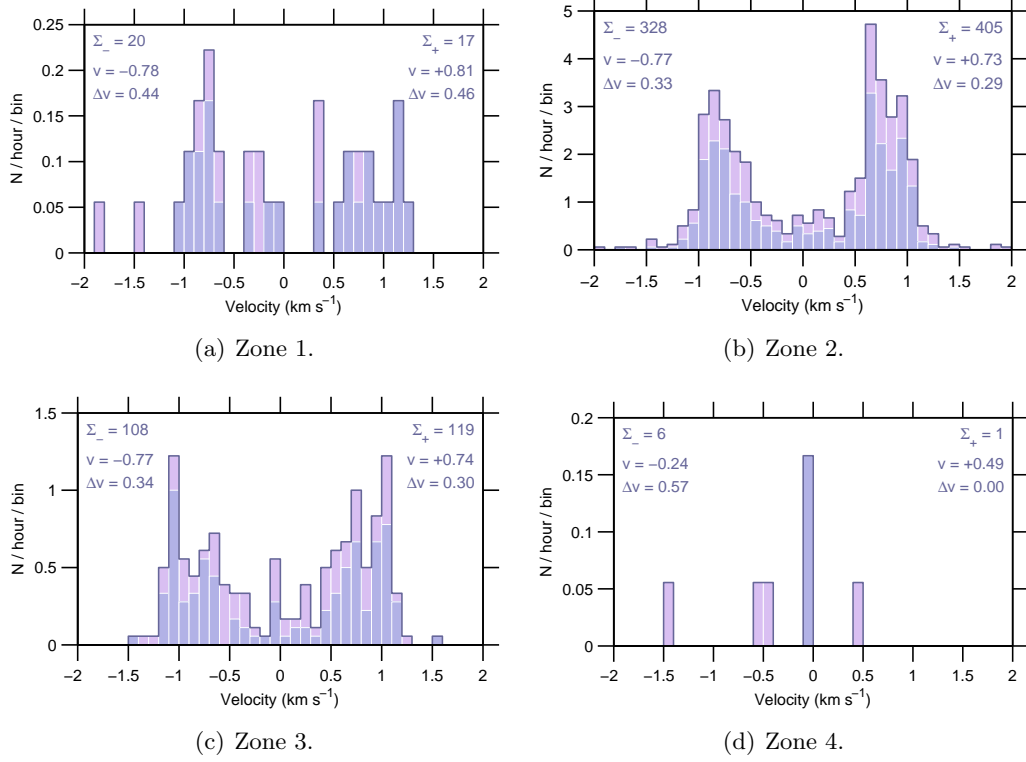 0.25
0.2
0.15
0.1
0.05
0
N / hour / bin
Σ₋ = 20
v = −0.78
Δv = 0.44
Σ₊ = 17
v = +0.81
Δv = 0.46
−2 −1.5 −1 −0.5 0 0.5 1 1.5 2
Velocity (km s⁻¹)
(a) Zone 1.
5
4
3
2
1
0
N / hour / bin
Σ₋ = 328
v = −0.77
Δv = 0.33
Σ₊ = 405
v = +0.73
Δv = 0.29
−2 −1.5 −1 −0.5 0 0.5 1 1.5 2
Velocity (km s⁻¹)
(b) Zone 2.
1.5
1
0.5
0
N / hour / bin
Σ₋ = 108
v = −0.77
Δv = 0.34
Σ₊ = 119
v = +0.74
Δv = 0.30
−2 −1.5 −1 −0.5 0 0.5 1 1.5 2
Velocity (km s⁻¹)
(c) Zone 3.
0.2
0.15
0.1
0.05
0
N / hour / bin
Σ₋ = 6
v = −0.24
Δv = 0.57
Σ₊ = 1
v = +0.49
Δv = 0.00
−2 −1.5 −1 −0.5 0 0.5 1 1.5 2
Velocity (km s⁻¹)
(d) Zone 4.